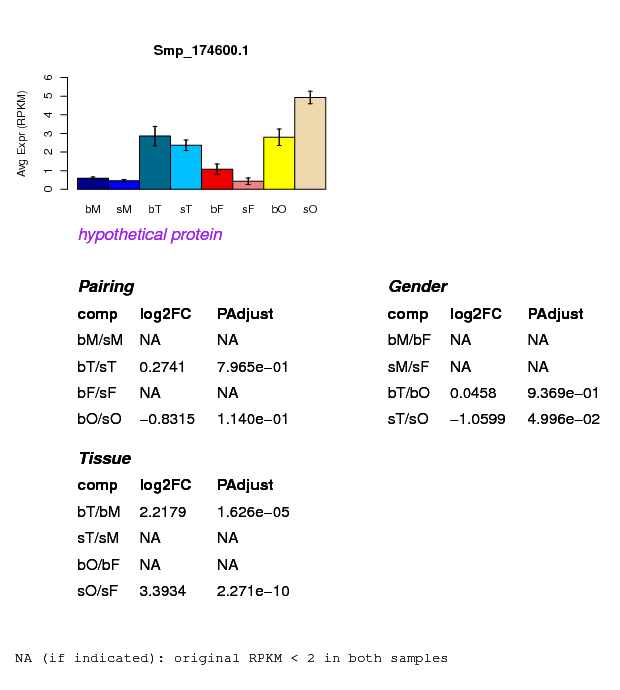 Smp_174600.1
Avg Expr (RPKM)
0 1 2 3 4 5 6
bM sM bT sT bF sF bO sO
hypothetical protein
Pairing
comp log2FC PAdjust
bM/sM NA NA
bT/sT 0.2741 7.965e−01
bF/sF NA NA
bO/sO −0.8315 1.140e−01
Gender
comp log2FC PAdjust
bM/bF NA NA
sM/sF NA NA
bT/bO 0.0458 9.369e−01
sT/sO −1.0599 4.996e−02
Tissue
comp log2FC PAdjust
bT/bM 2.2179 1.626e−05
sT/sM NA NA
bO/bF NA NA
sO/sF 3.3934 2.271e−10
NA (if indicated): original RPKM < 2 in both samples